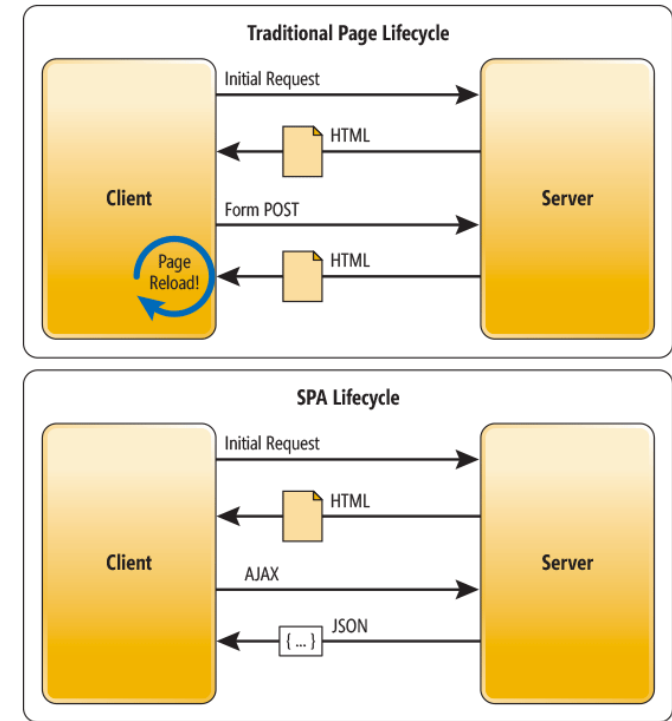 Traditional Page Lifecycle
Initial Request
HTML
Client
Server
Form POST
HTML
Page
Reload!
SPA Lifecycle
Initial Request
HTML
Client
Server
AJAX
JSON
{ ... }